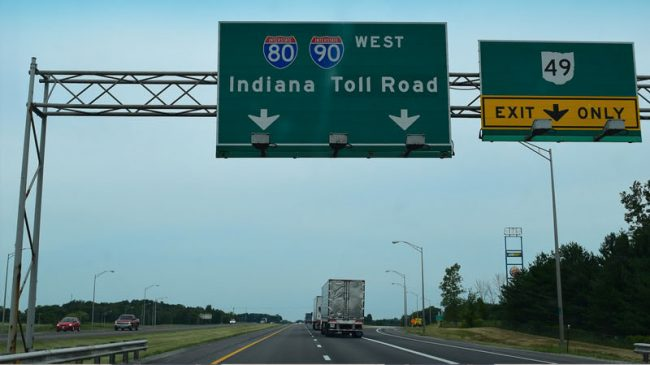 INTERSTATE INTERSTATE
80 90 WEST
Indiana Toll Road
49
EXIT ONLY